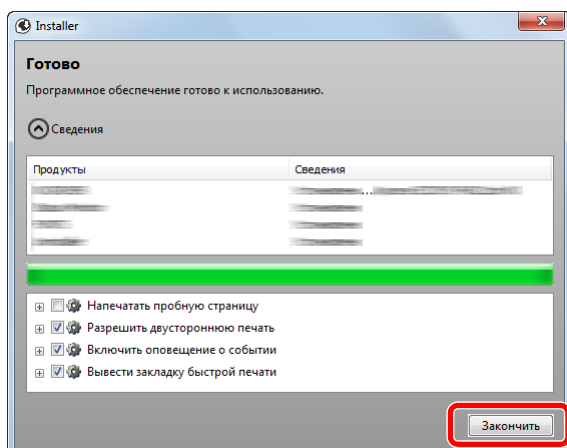 Installer
Готово
Программное обеспечение готово к использованию.
Сведения
Продукты Сведения
Напечатать пробную страницу
Разрешить двустороннюю печать
Включить оповещение о событии
Вывести закладку быстрой печати
Закончить